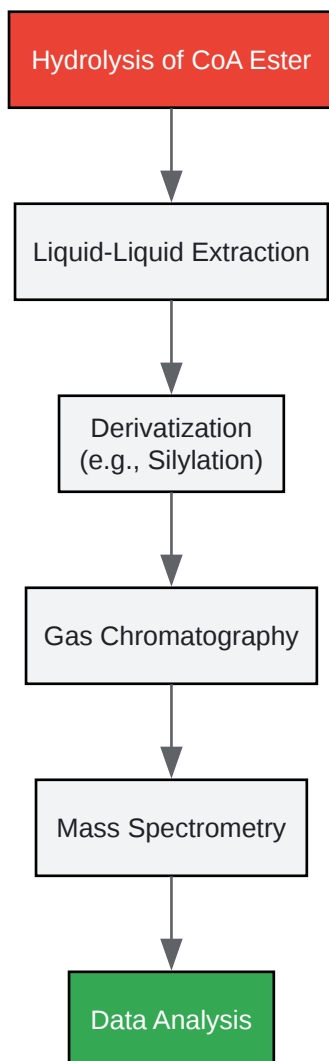 Hydrolysis of CoA Ester
Liquid-Liquid Extraction
Derivatization
(e.g., Silylation)
Gas Chromatography
Mass Spectrometry
Data Analysis